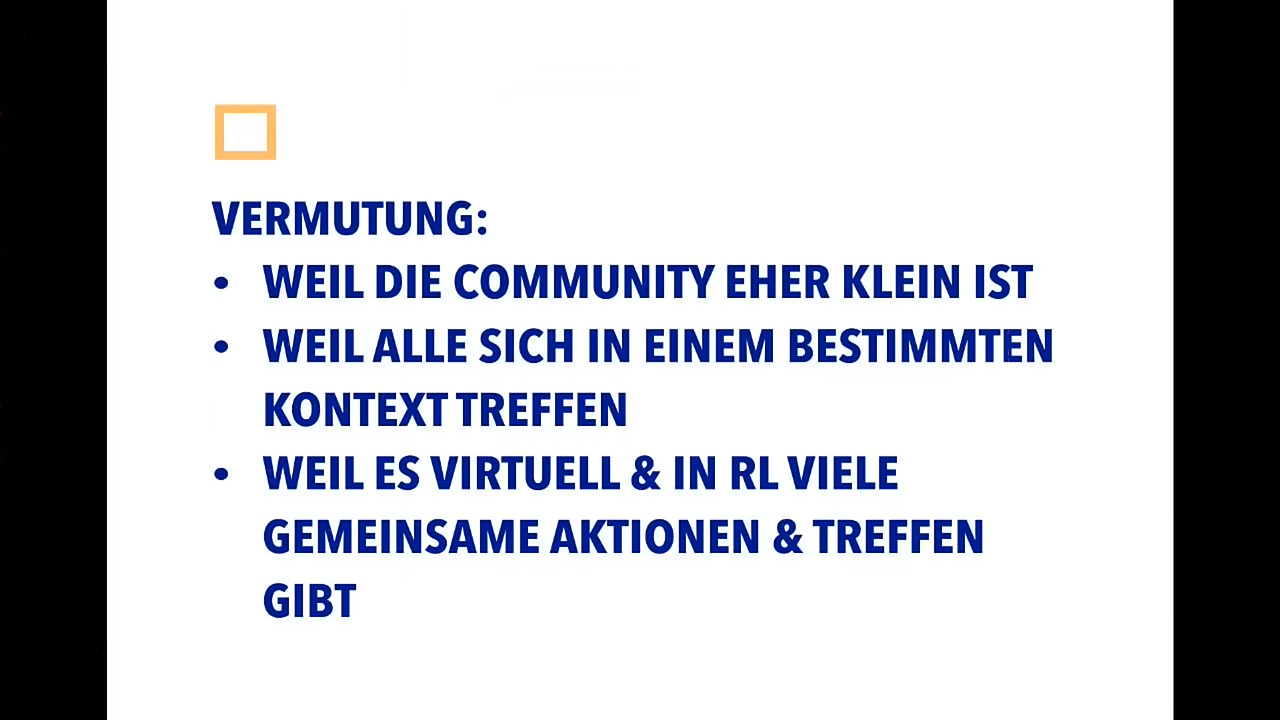 VERMUTUNG:
• WEIL DIE COMMUNITY EHER KLEIN IST
• WEIL ALLE SICH IN EINEM BESTIMMTEN
KONTEXT TREFFEN
• WEIL ES VIRTUELL & IN RL VIELE
GEMEINSAME AKTIONEN & TREFFEN
GIBT